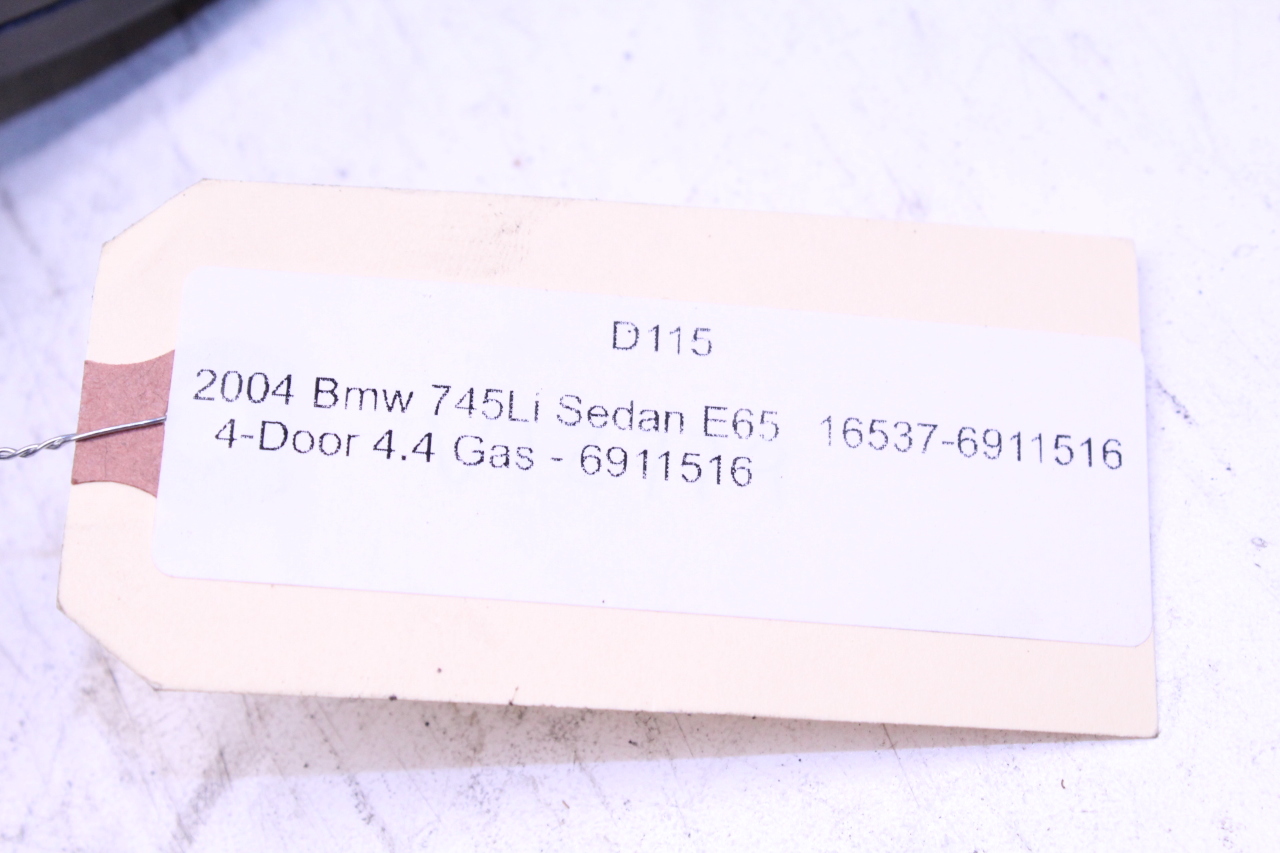 D115
2004 Bmw 745Li Sedan E65 16537-6911516
4-Door 4.4 Gas - 6911516